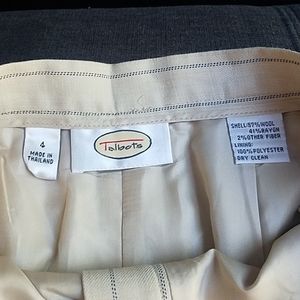 4
MADE IN
THAILAND
Talbots
SHELL:57%WOOL
41%RAYON
2%OTHER FIBER
LINING:
100%POLYESTER
DRY CLEAN